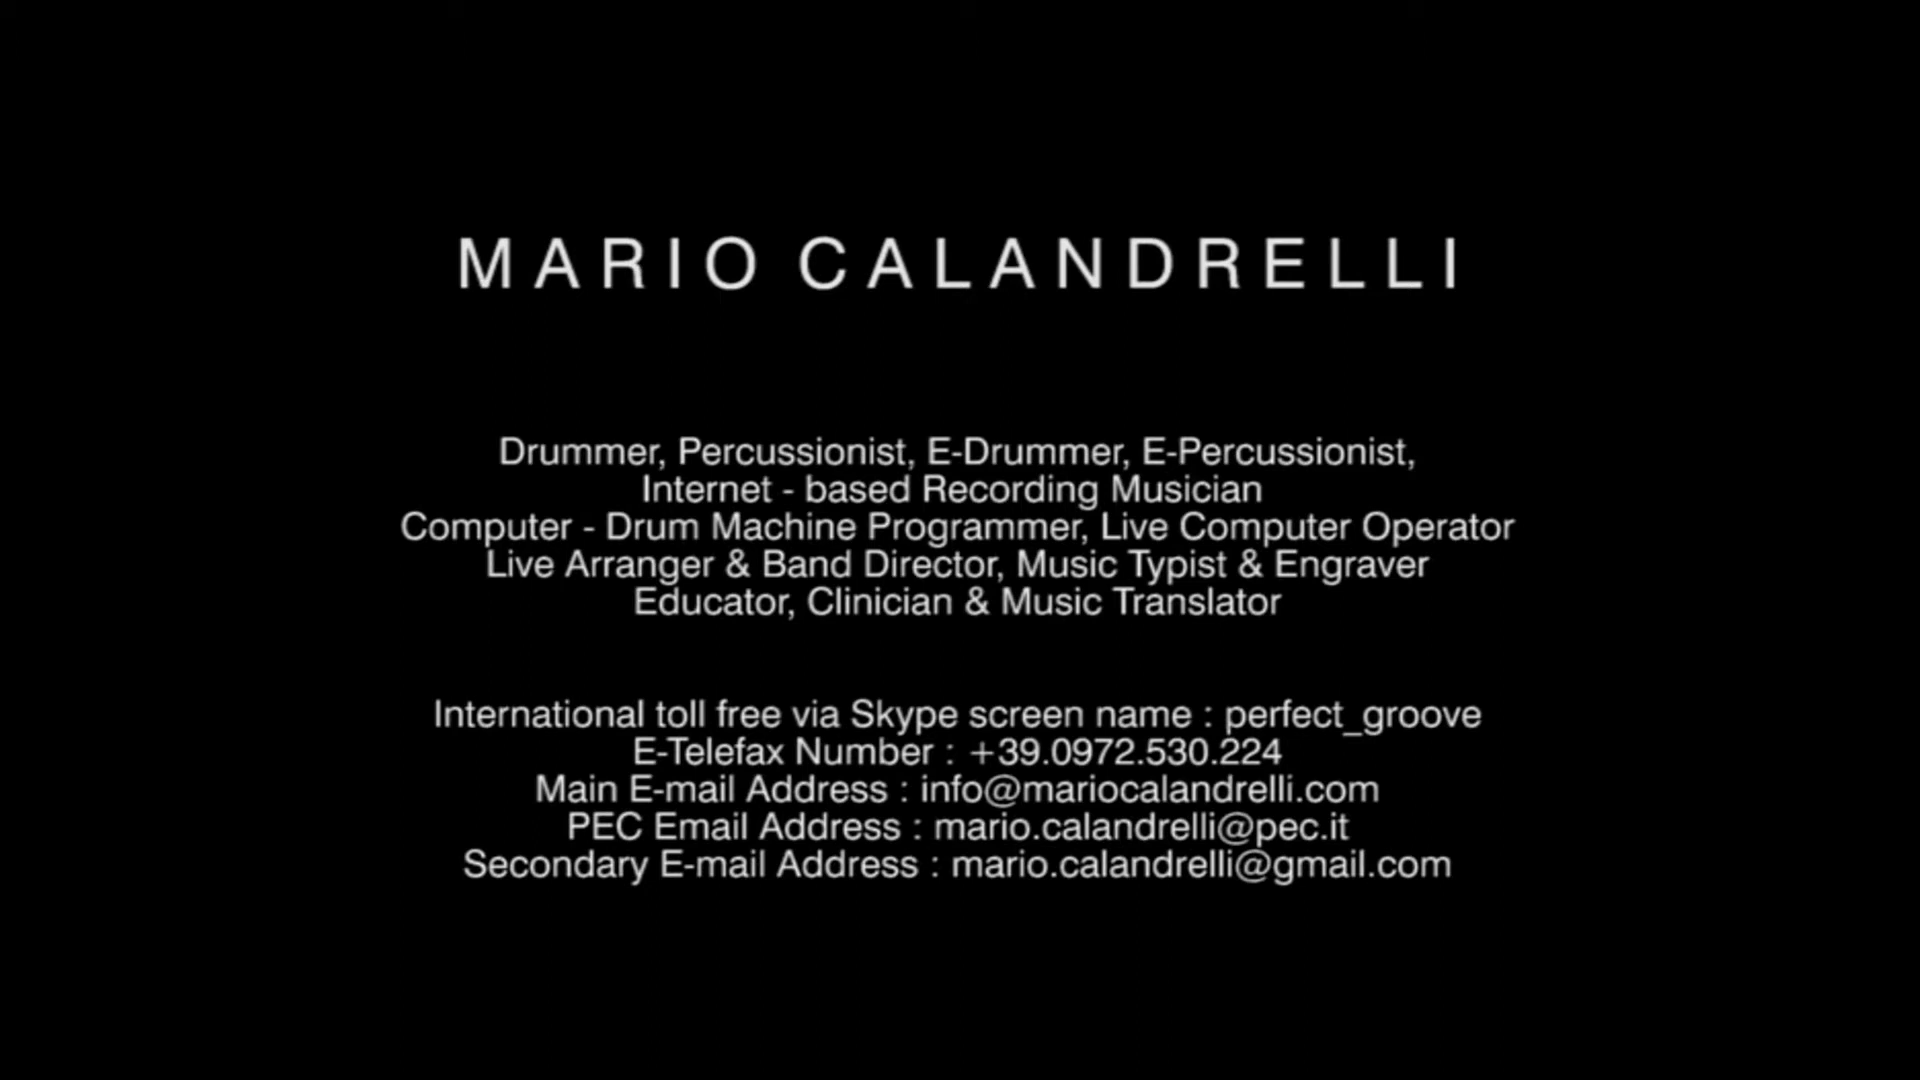 MARIO CALANDRELLI
Drummer, Percussionist, E-Drummer, E-Percussionist,
Internet - based Recording Musician
Computer - Drum Machine Programmer, Live Computer Operator
Live Arranger & Band Director, Music Typist & Engraver
Educator, Clinician & Music Translator
International toll free via Skype screen name : perfect_groove
E-Telefax Number : +39.0972.530.224
Main E-mail Address : info@mariocalandrelli.com
PEC Email Address : mario.calandrelli@pec.it
Secondary E-mail Address : mario.calandrelli@gmail.com